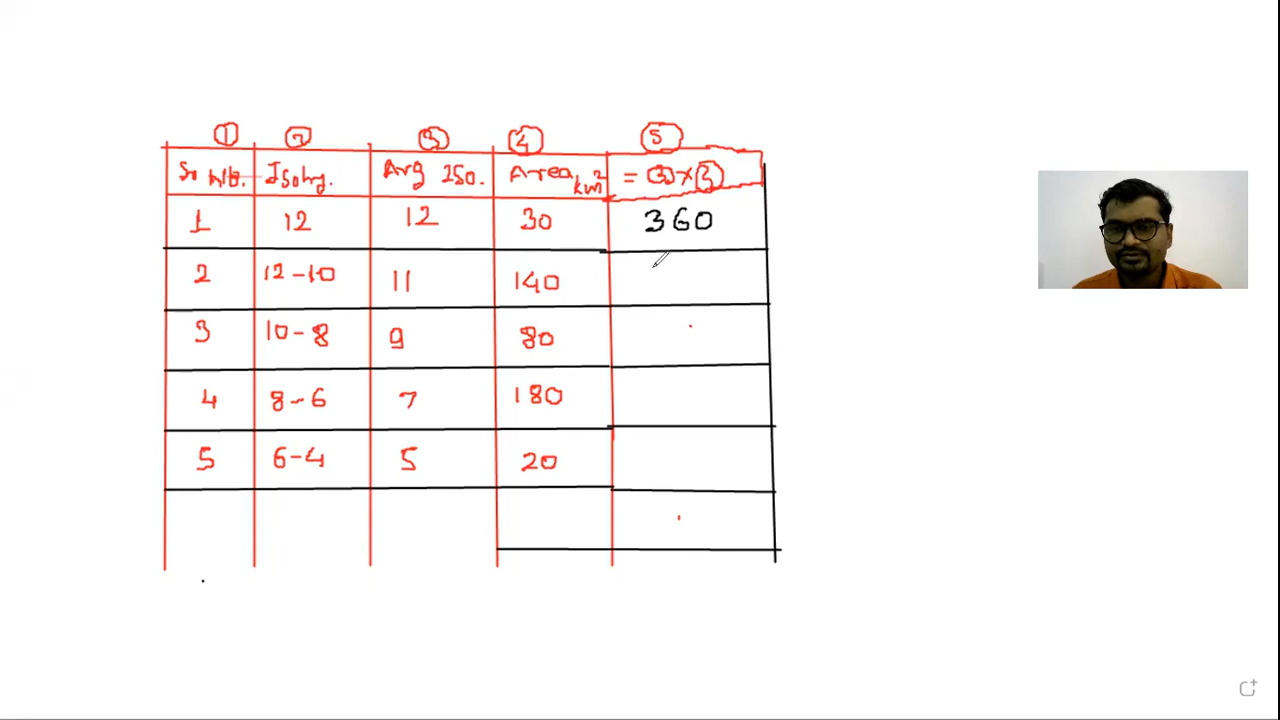 ① ② ③ ④ ⑤
Sr No. Isohy. Avg Iso. Area km² = ③ × ④
1 12 12 30 360
2 12-10 11 140
3 10-8 9 80
4 8-6 7 180
5 6-4 5 20